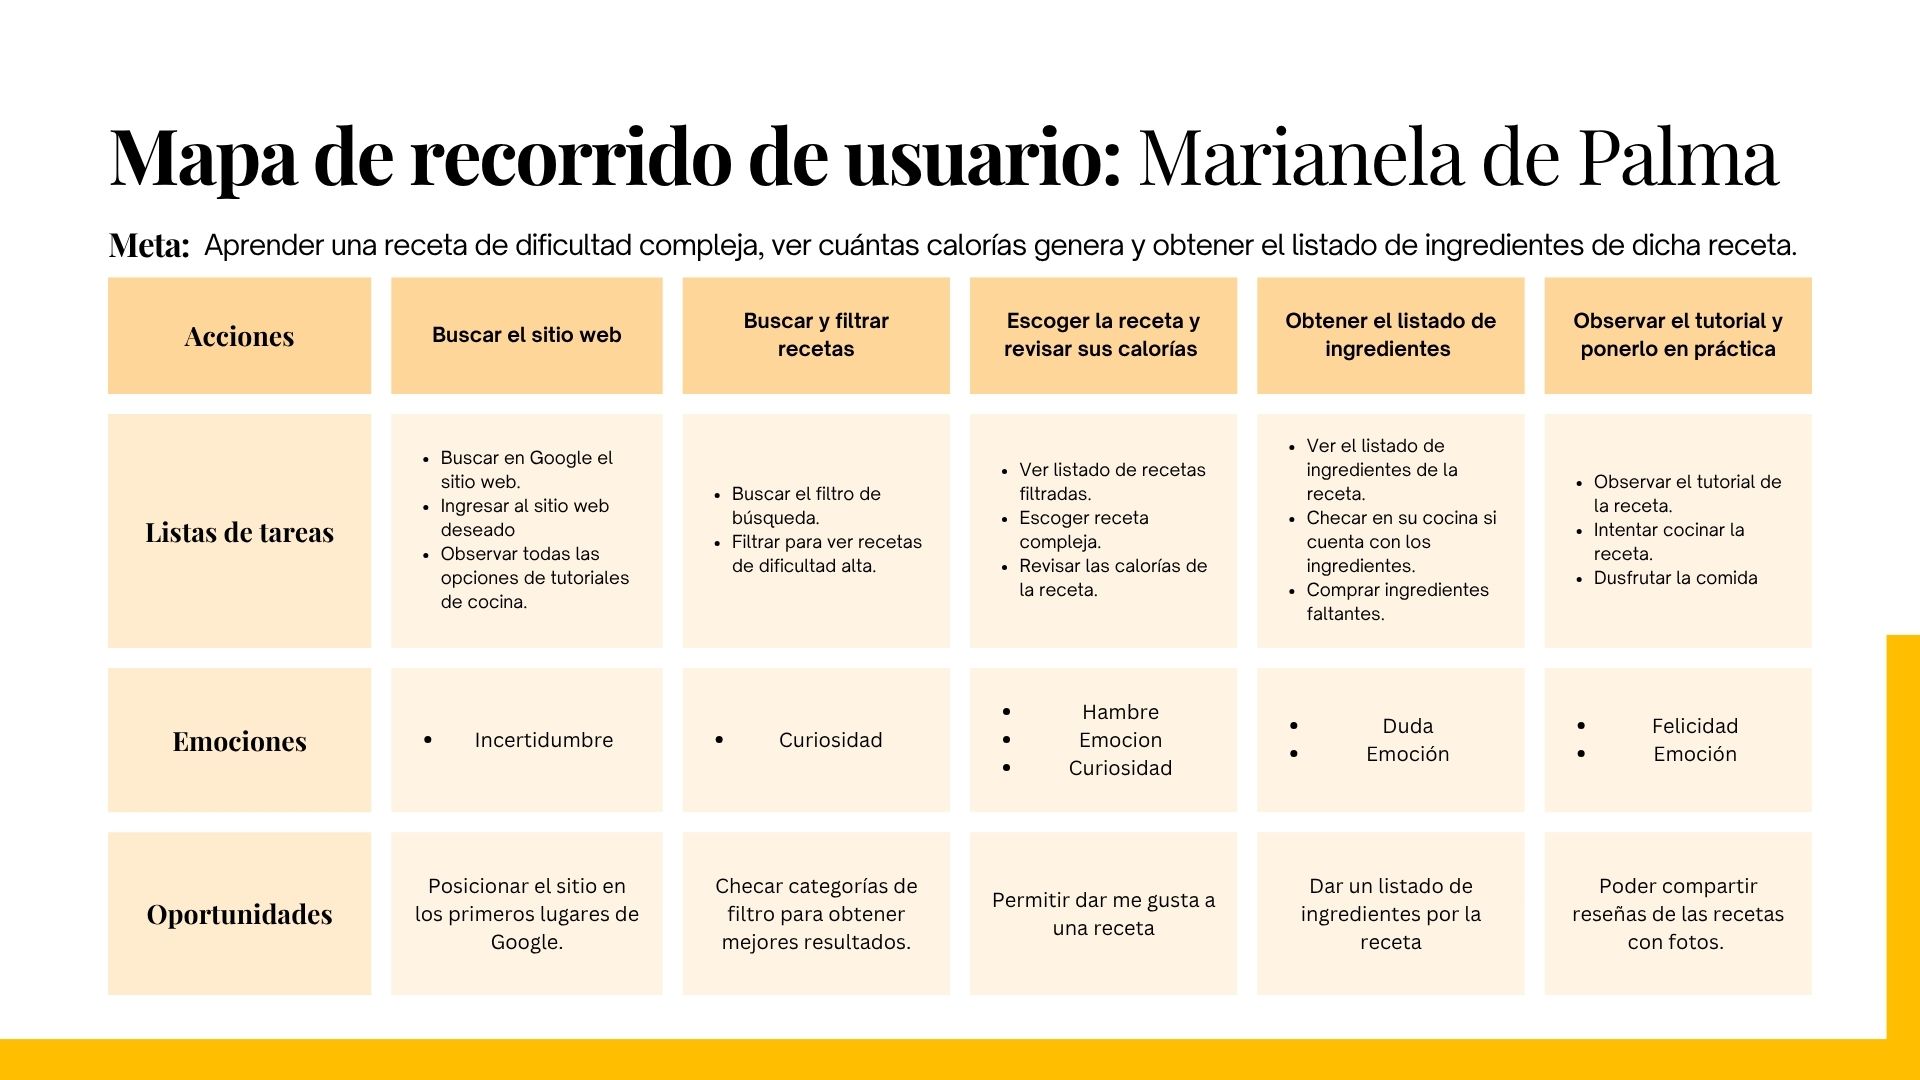 Mapa de recorrido de usuario: Marianela de Palma
Meta: Aprender una receta de dificultad compleja, ver cuántas calorías genera y obtener el listado de ingredientes de dicha receta.
Acciones
Buscar el sitio web
Buscar y filtrar
recetas
Escoger la receta y
revisar sus calorías
Obtener el listado de
ingredientes
Observar el tutorial y
ponerlo en práctica
Listas de tareas
• Buscar en Google el
sitio web.
• Ingresar al sitio web
deseado
• Observar todas las
opciones de tutoriales
de cocina.
• Buscar el filtro de
búsqueda.
• Filtrar para ver recetas
de dificultad alta.
• Ver listado de recetas
filtradas.
• Escoger receta
compleja.
• Revisar las calorías de
la receta.
• Ver el listado de
ingredientes de la
receta.
• Checar en su cocina si
cuenta con los
ingredientes.
• Comprar ingredientes
faltantes.
• Observar el tutorial de
la receta.
• Intentar cocinar la
receta.
• Dusfrutar la comida
Emociones
• Incertidumbre
• Curiosidad
• Hambre
• Emocion
• Curiosidad
• Duda
• Emoción
• Felicidad
• Emoción
Oportunidades
Posicionar el sitio en
los primeros lugares de
Google.
Checar categorías de
filtro para obtener
mejores resultados.
Permitir dar me gusta a
una receta
Dar un listado de
ingredientes por la
receta
Poder compartir
reseñas de las recetas
con fotos.